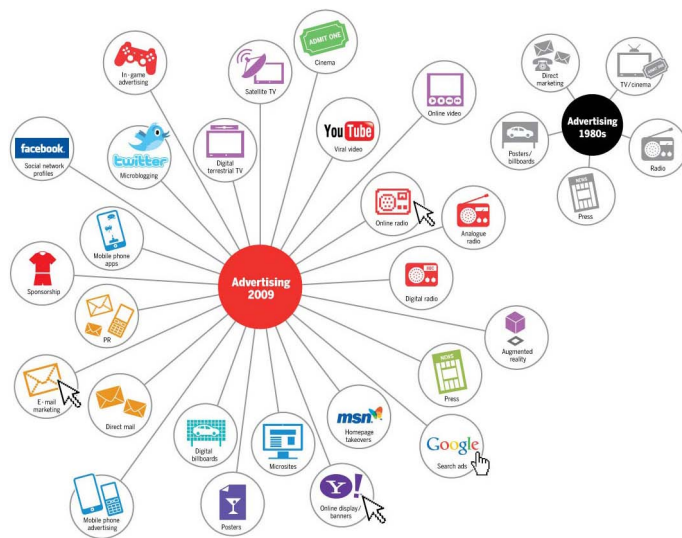 ADMIT ONE
Cinema
In-game
advertising
Satellite TV
Online video
Direct
marketing
TV/cinema
Advertising
1980s
Posters/
billboards
Radio
NEWS
Press
facebook
Social network
profiles
twitter
Microblogging
Digital
terrestrial TV
YouTube
Viral video
Online radio
Analogue
radio
Mobile phone
apps
Sponsorship
Advertising
2009
Digital radio
PR
Augmented
reality
E-mail
marketing
Direct mail
NEWS
Press
Digital
billboards
Microsites
msn
Homepage
takeovers
Google
Search ads
Mobile phone
advertising
Posters
Y!
Online display/
banners